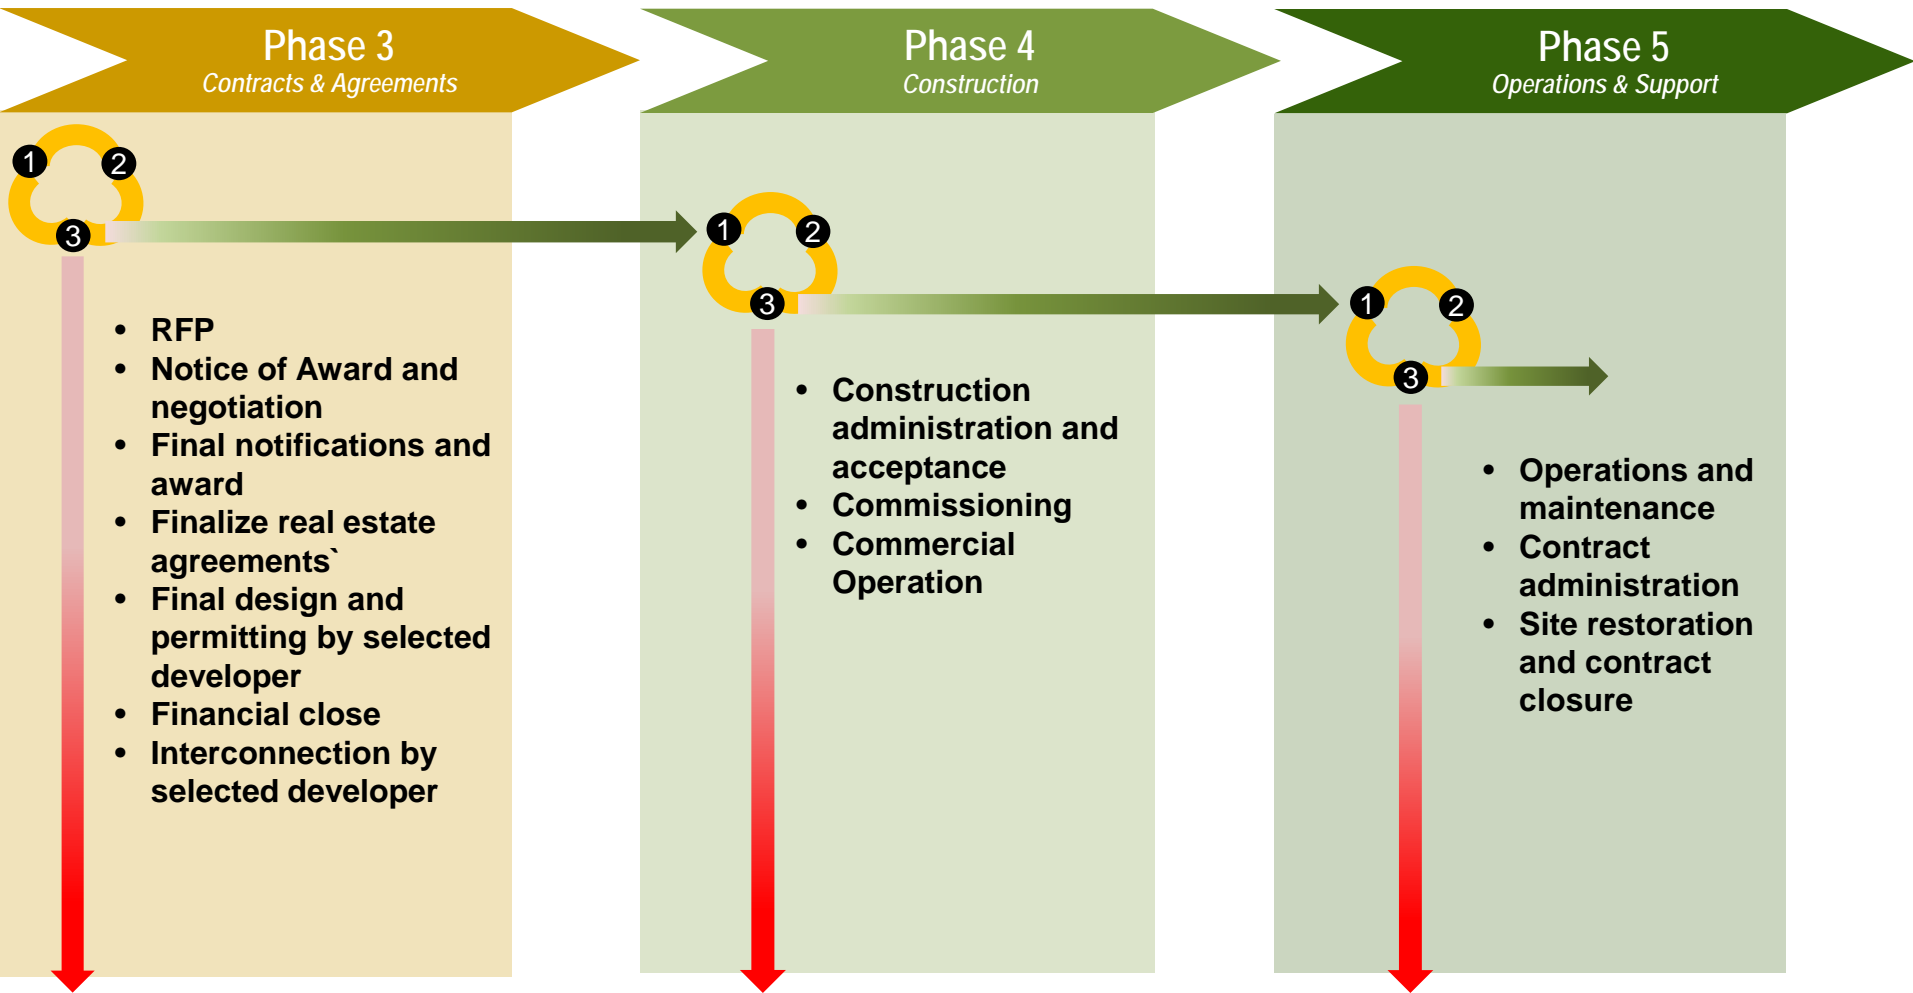 Phase 3
Contracts & Agreements
1
2
3
• RFP
• Notice of Award and
negotiation
• Final notifications and
award
• Finalize real estate
agreements`
• Final design and
permitting by selected
developer
• Financial close
• Interconnection by
selected developer
Phase 4
Construction
1
2
3
• Construction
administration and
acceptance
• Commissioning
• Commercial
Operation
Phase 5
Operations & Support
1
2
3
• Operations and
maintenance
• Contract
administration
• Site restoration
and contract
closure